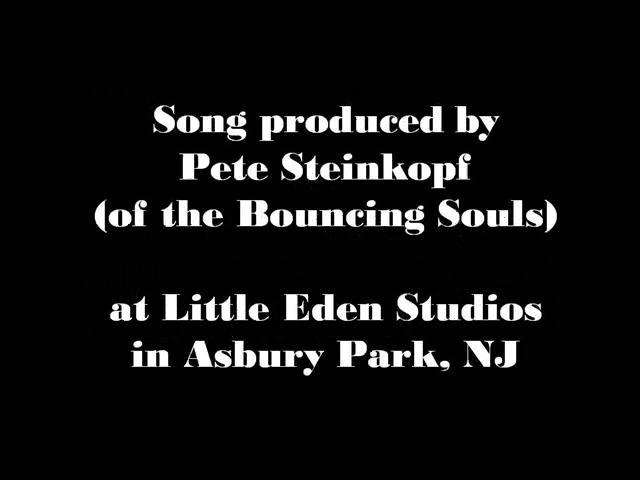 Song produced by
Pete Steinkopf
(of the Bouncing Souls)
at Little Eden Studios
in Asbury Park, NJ